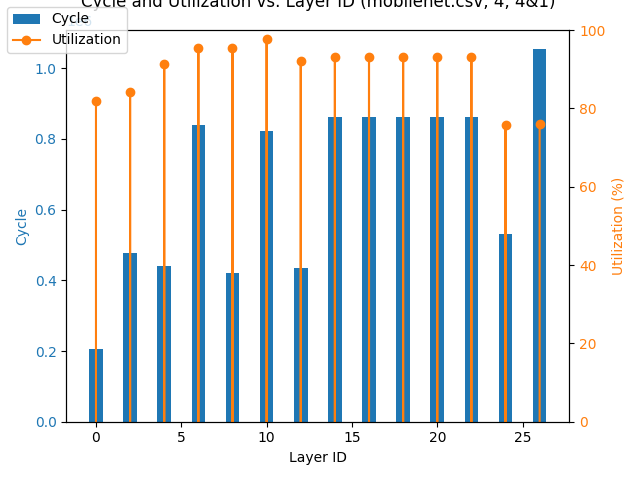 Cycle and Utilization vs. Layer ID (mobilenet.csv, 4, 4&1)
Cycle
Utilization
1.0
0.8
0.6
0.4
0.2
0.0
Cycle
100
80
60
40
20
0
Utilization (%)
0 5 10 15 20 25
Layer ID